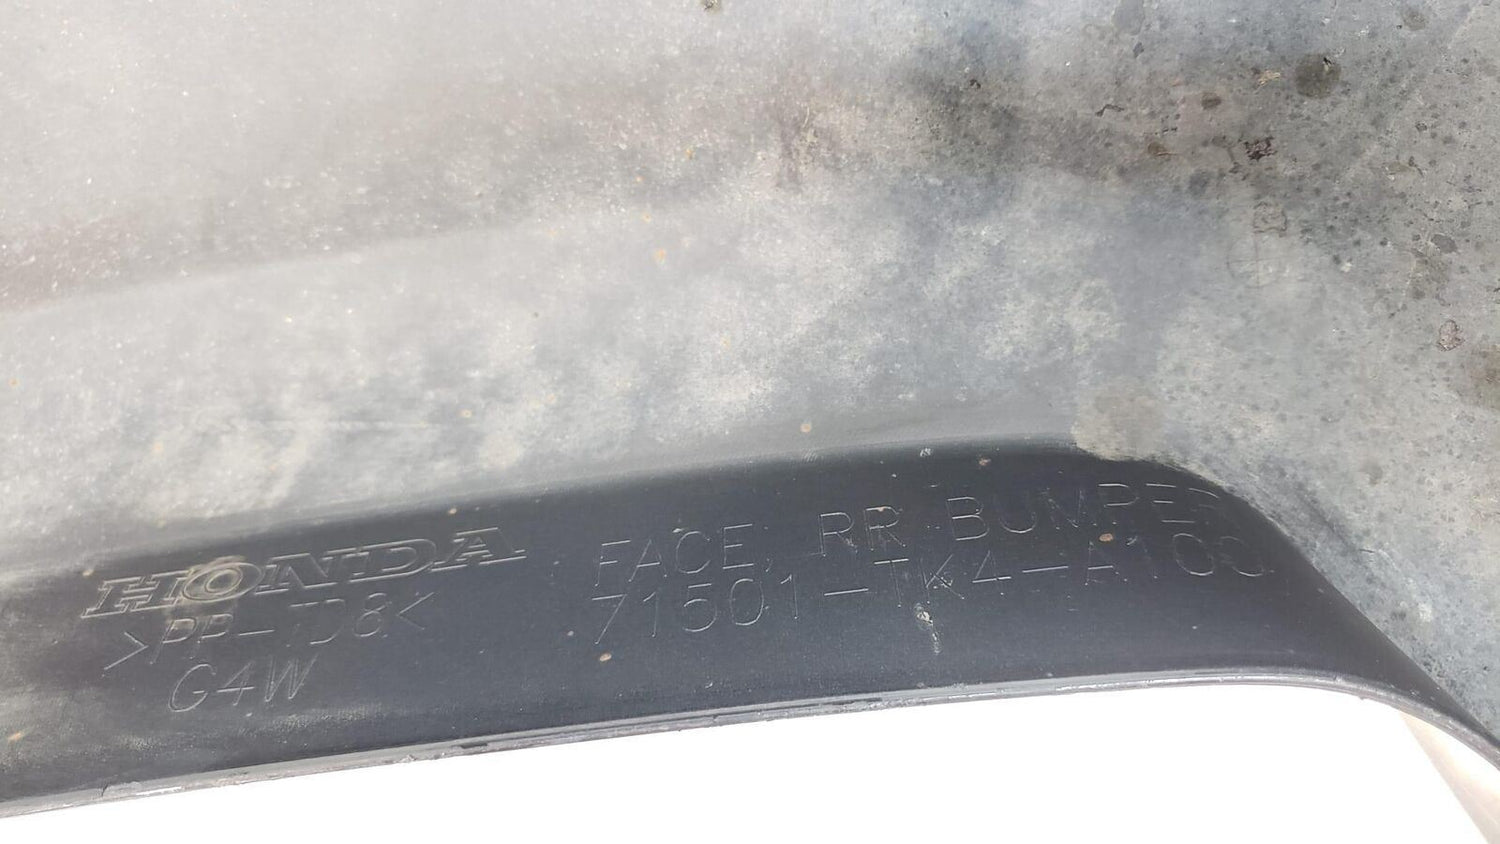 HONDA
>PP-TD8<
G4W
FACE, RR BUMPER
71501-TK4-A100